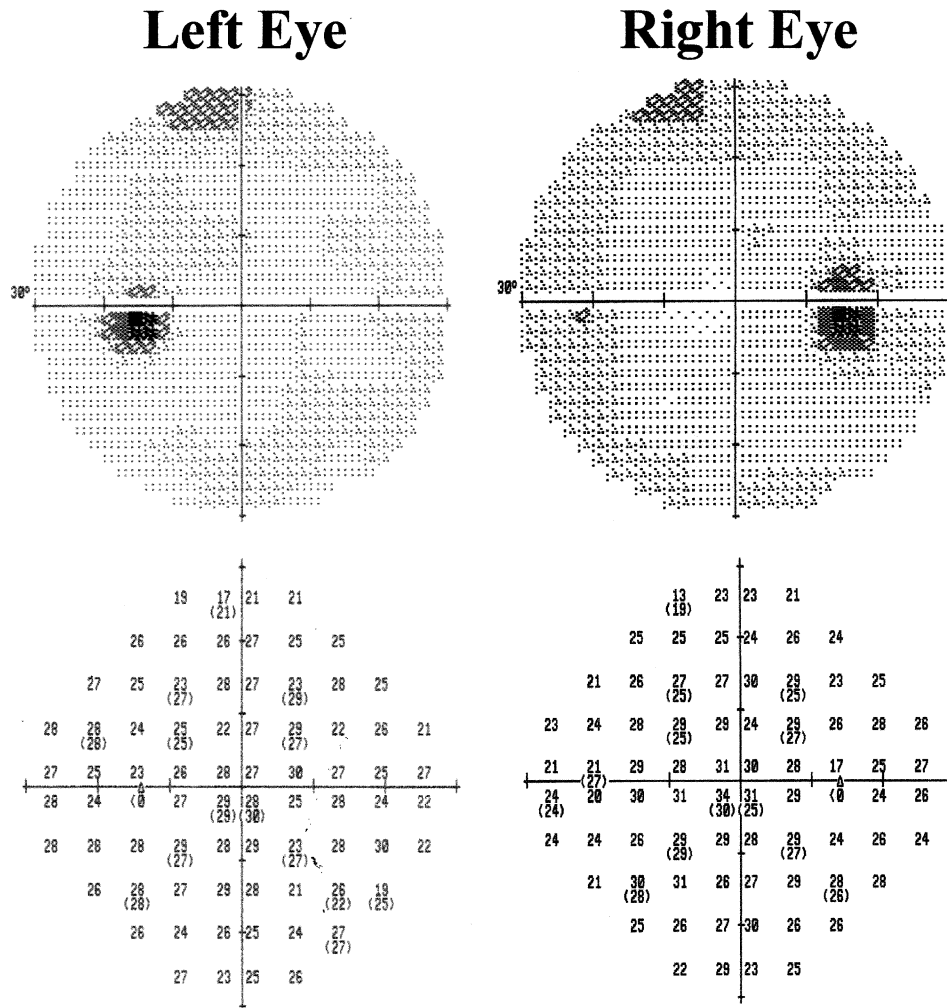 Left Eye Right Eye
30° 30°
19 17 21 21 13 23 23 21
(21) (19)
26 26 26 27 25 25 25 25 25 24 26 24
27 25 23 28 27 23 28 25 21 26 27 27 30 29 23 25
(27) (29) (25) (25)
28 28 24 25 22 27 29 22 26 21 23 24 28 29 29 24 29 26 28 26
(28) (25) (27) (25) (27)
27 25 23 26 28 27 30 27 25 27 21 21 29 28 31 30 28 17 25 27
(27)
28 24 (0 27 29 28 25 28 24 22 24 20 30 31 34 31 29 (0 24 26
(29) (30) (24) (30) (25)
28 28 28 29 28 29 23 28 30 22 24 24 26 29 29 28 29 24 26 24
(27) (27) (29) (27)
26 28 27 29 28 21 26 19 21 30 31 26 27 29 28 28
(28) (22) (25) (28) (26)
26 24 26 25 24 27 25 26 27 30 26 26
(27)
27 23 25 26 22 29 23 25